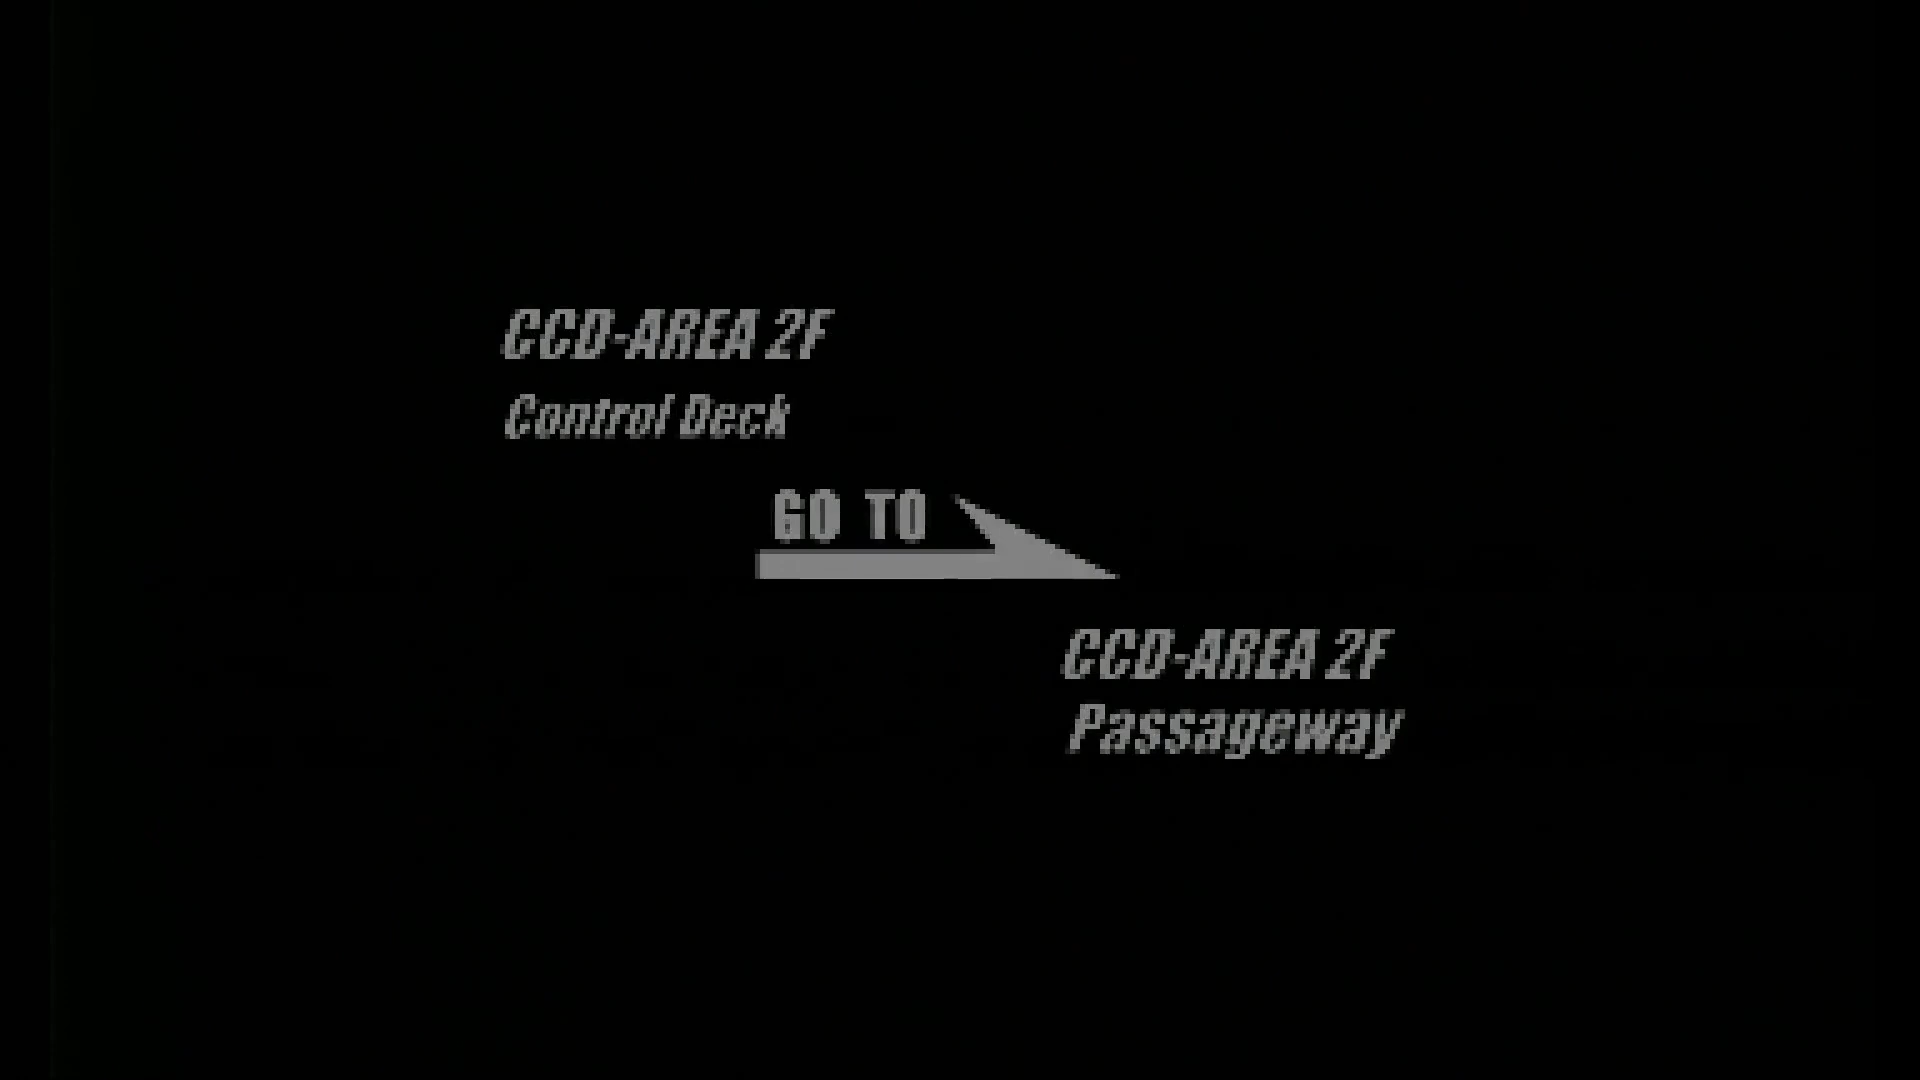 CCD-AREA 2F
Control Deck
GO TO
CCD-AREA 2F
Passageway